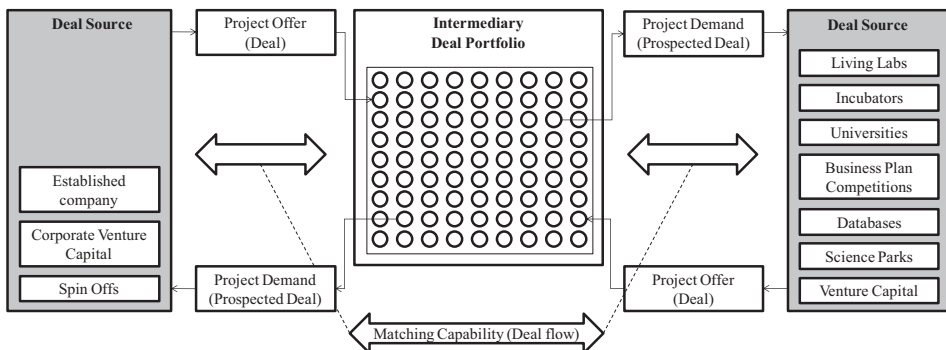 Deal Source
Established
company
Corporate Venture
Capital
Spin Offs
Project Offer
(Deal)
Project Demand
(Prospected Deal)
Intermediary
Deal Portfolio
Matching Capability (Deal flow)
Project Demand
(Prospected Deal)
Project Offer
(Deal)
Deal Source
Living Labs
Incubators
Universities
Business Plan
Competitions
Databases
Science Parks
Venture Capital